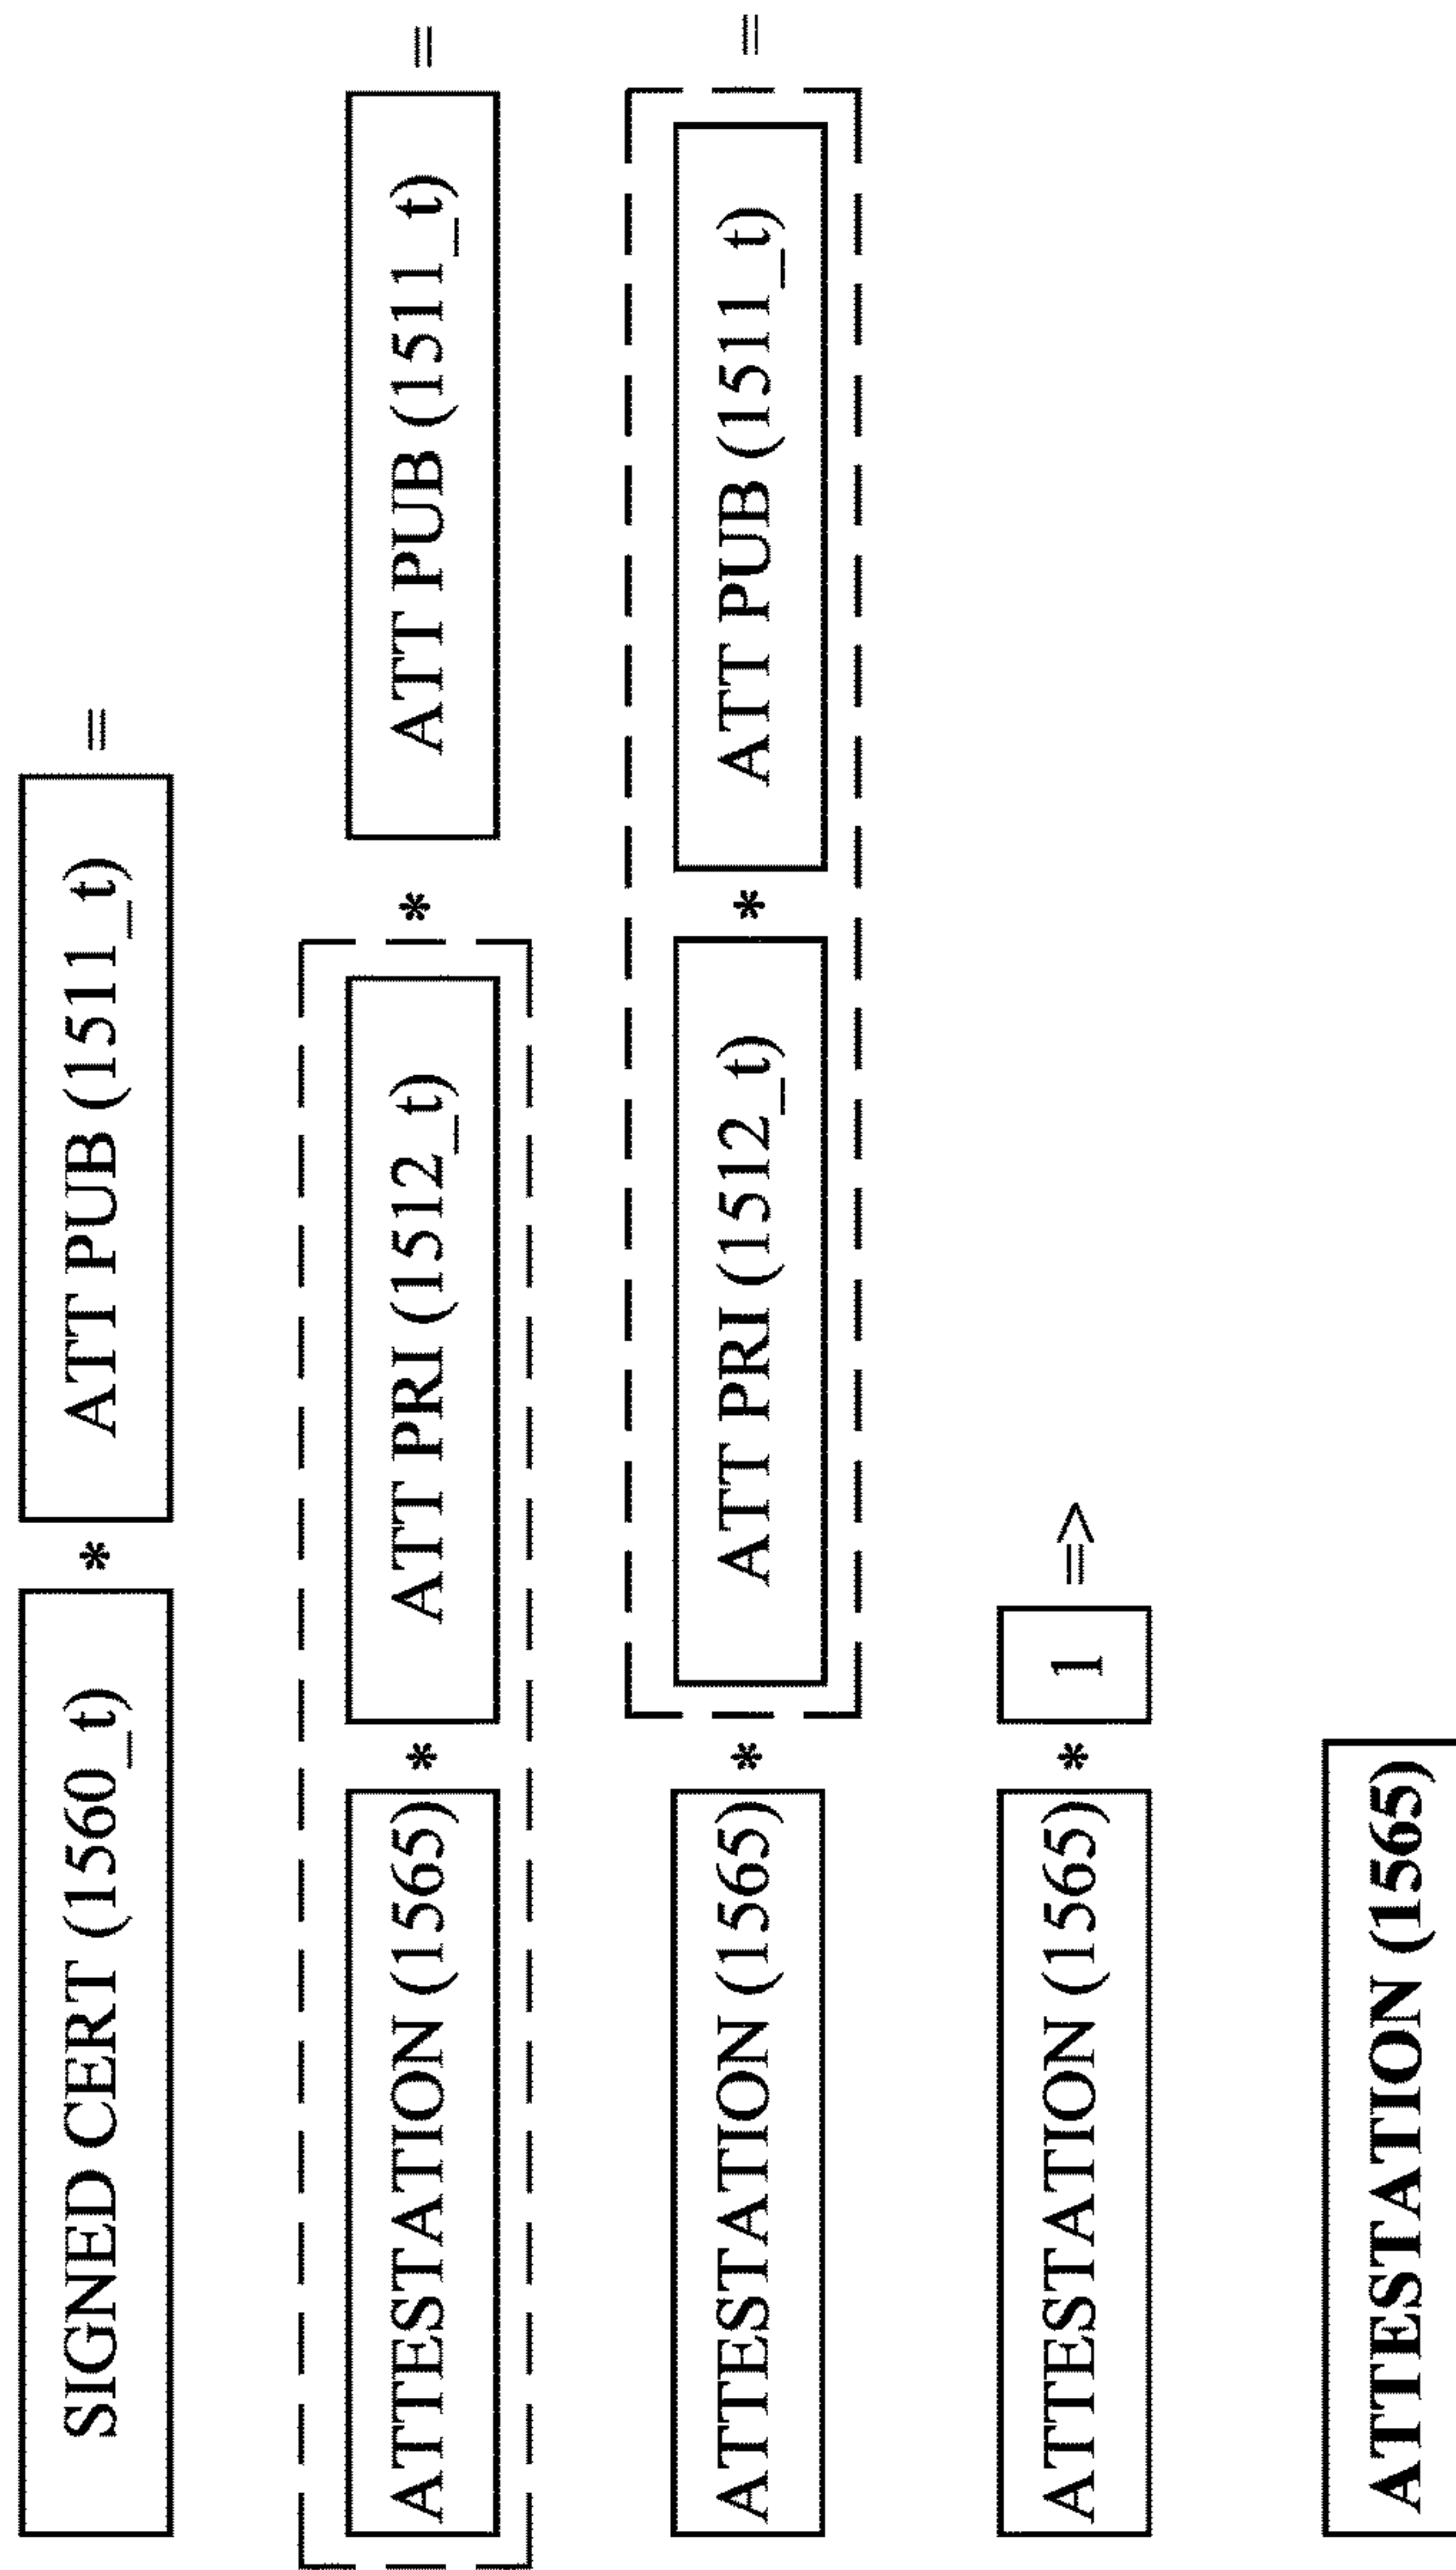 SIGNED CERT (1560_t) * ATT PUB (1511_t) =
ATTESTATION (1565) * ATT PRI (1512_t) * ATT PUB (1511_t) =
ATTESTATION (1565) * ATT PRI (1512_t) * ATT PUB (1511_t) =
ATTESTATION (1565) * 1 =>
ATTESTATION (1565)